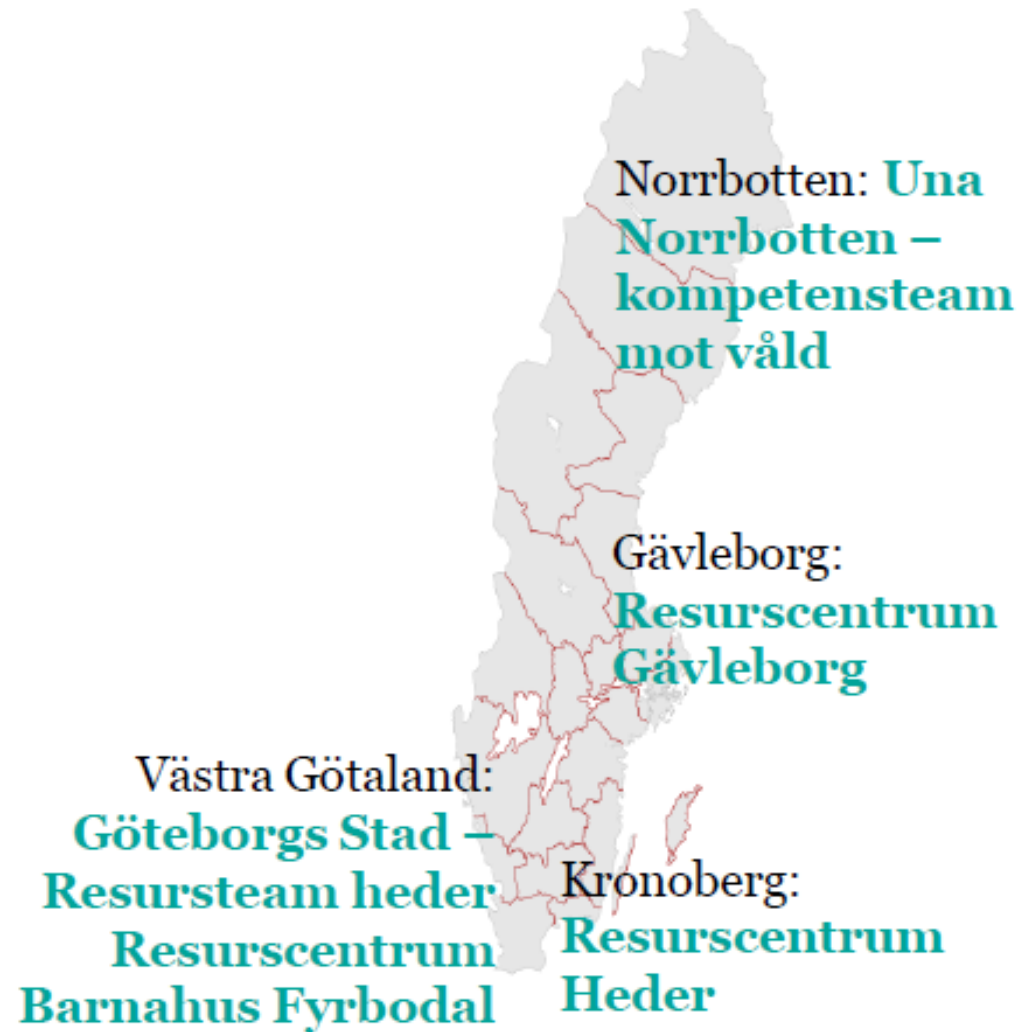 Norrbotten: Una
Norrbotten –
kompetensteam
mot våld
Gävleborg:
Resurscentrum
Gävleborg
Västra Götaland:
Göteborgs Stad –
Resursteam heder
Resurscentrum
Barnahus Fyrbodal
Kronoberg:
Resurscentrum
Heder